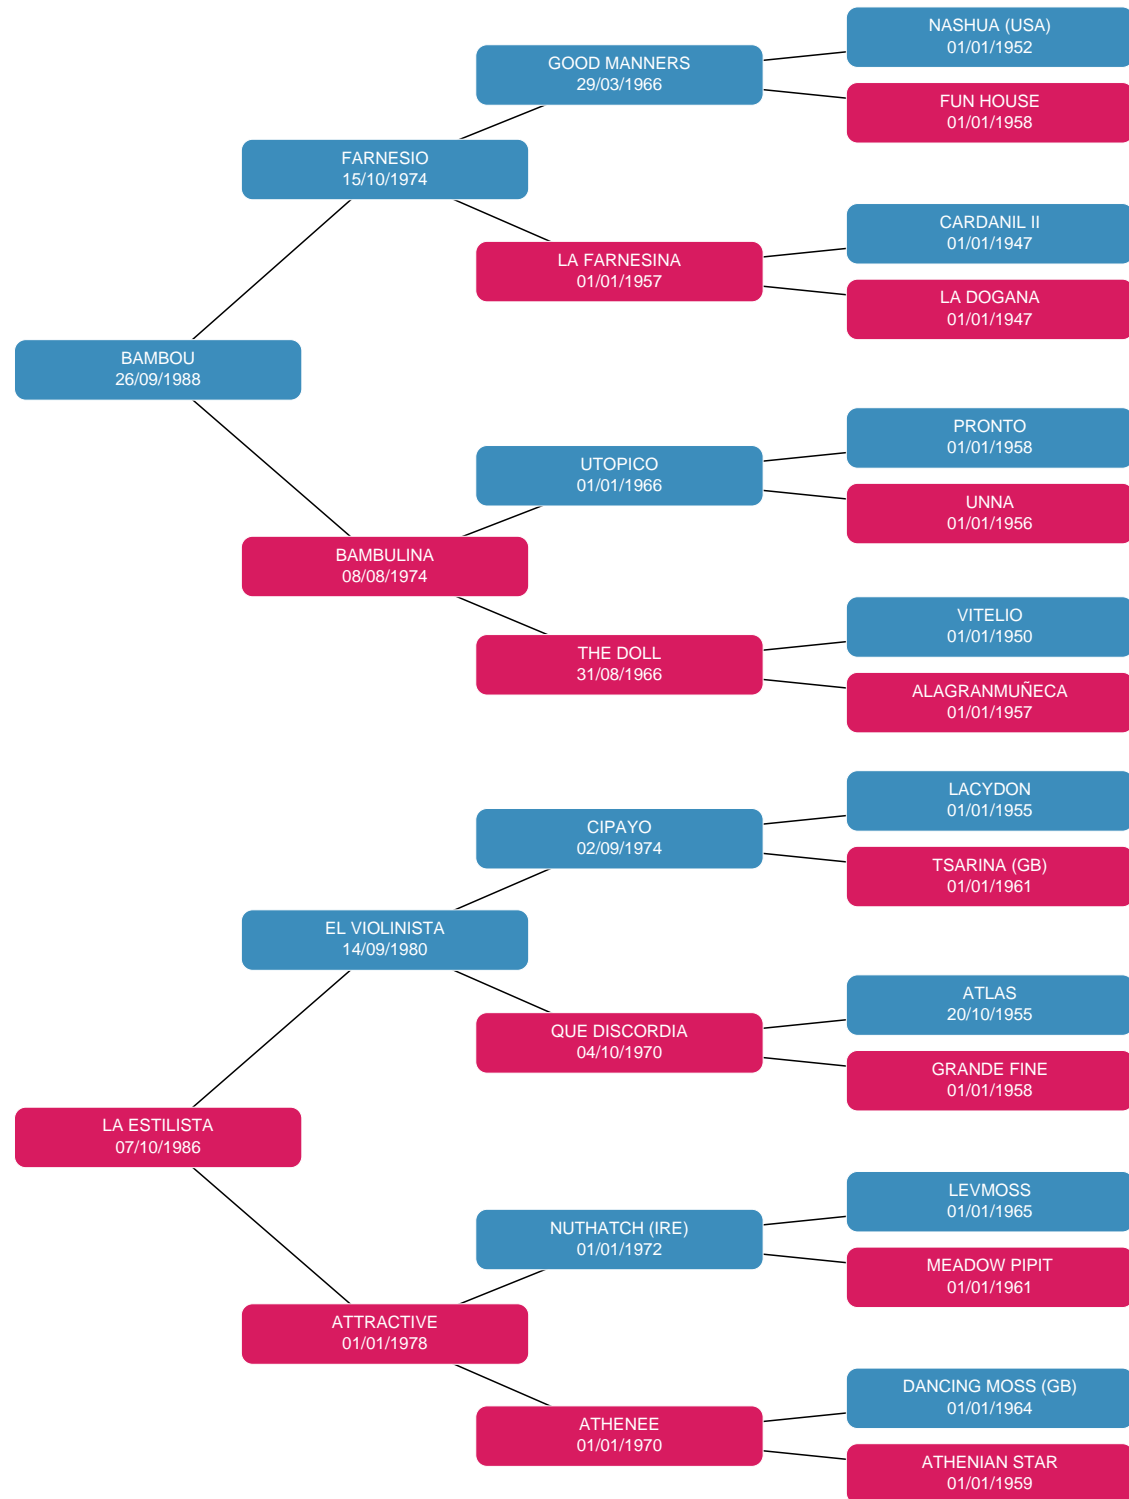 NASHUA (USA)
01/01/1952
GOOD MANNERS
29/03/1966
FUN HOUSE
01/01/1958
FARNESIO
15/10/1974
CARDANIL II
01/01/1947
LA FARNESINA
01/01/1957
LA DOGANA
01/01/1947
BAMBOU
26/09/1988
PRONTO
01/01/1958
UTOPICO
01/01/1966
UNNA
01/01/1956
BAMBULINA
08/08/1974
VITELIO
01/01/1950
THE DOLL
31/08/1966
ALAGRANMUÑECA
01/01/1957
LACYDON
01/01/1955
CIPAYO
02/09/1974
TSARINA (GB)
01/01/1961
EL VIOLINISTA
14/09/1980
ATLAS
20/10/1955
QUE DISCORDIA
04/10/1970
GRANDE FINE
01/01/1958
LA ESTILISTA
07/10/1986
LEVMOSS
01/01/1965
NUTHATCH (IRE)
01/01/1972
MEADOW PIPIT
01/01/1961
ATTRACTIVE
01/01/1978
DANCING MOSS (GB)
01/01/1964
ATHENEE
01/01/1970
ATHENIAN STAR
01/01/1959